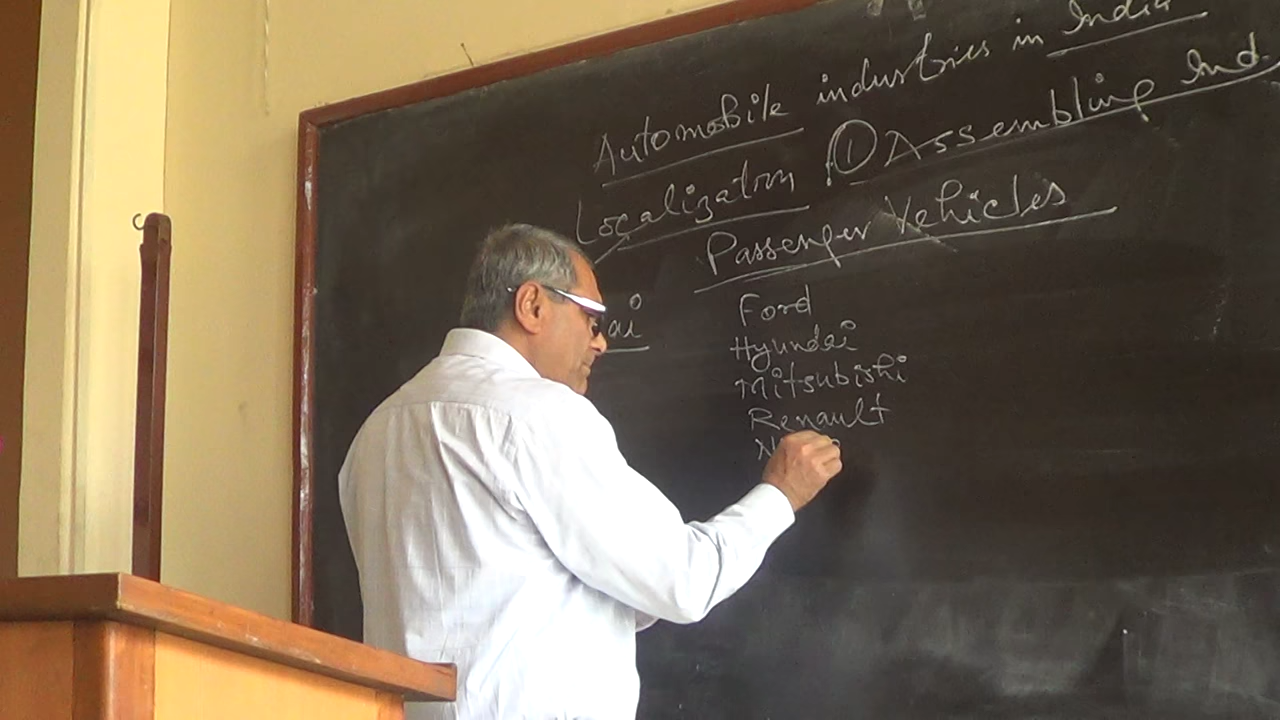 Automobile industries in India
Localization ① Assembling Ind.
Passenger Vehicles
Ford
Hyundai
Mitsubishi
Renault